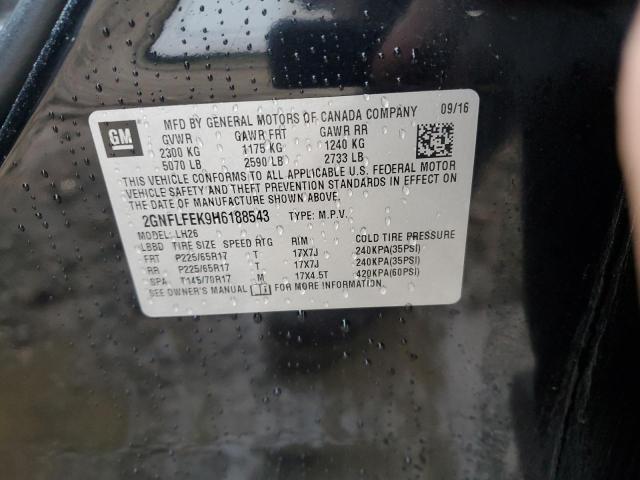 GM
MFD BY GENERAL MOTORS OF CANADA COMPANY 09/16
GVWR GAWR FRT GAWR RR
2300 KG 1175 KG 1240 KG
5070 LB 2590 LB 2733 LB
THIS VEHICLE CONFORMS TO ALL APPLICABLE U.S. FEDERAL MOTOR
VEHICLE SAFETY AND THEFT PREVENTION STANDARDS IN EFFECT ON
THE DATE OF MANUFACTURE SHOWN ABOVE.
2GNFLFEK9H6188543 TYPE: M.P.V.
MODEL: LH26
LBBD TIRE SIZE SPEED RTG RIM COLD TIRE PRESSURE
FRT P225/65R17 T 17X7J 240KPA(35PSI)
RR P225/65R17 T 17X7J 240KPA(35PSI)
SPA T145/70R17 M 17X4.5T 420KPA(60PSI)
SEE OWNER'S MANUAL FOR MORE INFORMATION.